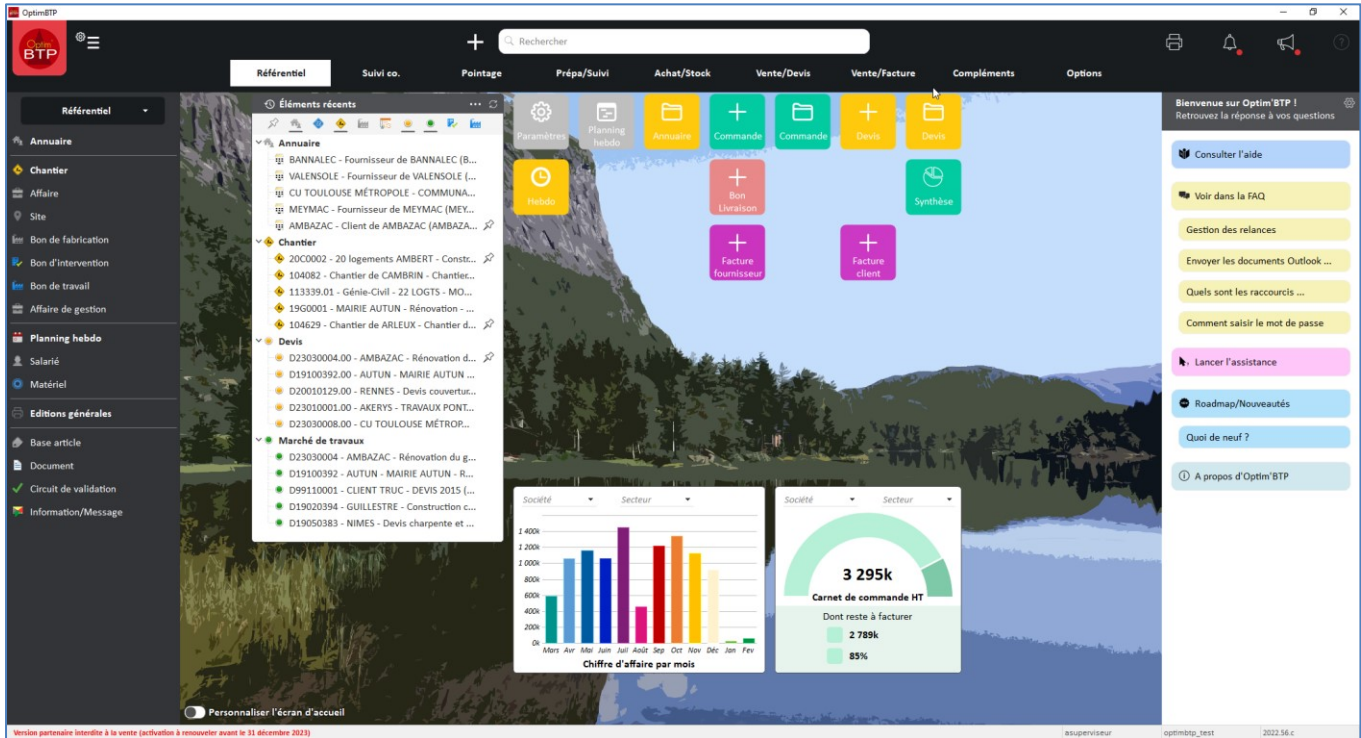 OptimBTP
Optim'
BTP
Rechercher
Référentiel
Suivi co.
Pointage
Prépa/Suivi
Achat/Stock
Vente/Devis
Vente/Facture
Compléments
Options
Référentiel
Annuaire
Chantier
Affaire
Site
Bon de fabrication
Bon d'intervention
Bon de travail
Affaire de gestion
Planning hebdo
Salarié
Matériel
Editions générales
Base article
Document
Circuit de validation
Information/Message
Éléments récents
Annuaire
BANNALEC - Fournisseur de BANNALEC (B...
VALENSOLE - Fournisseur de VALENSOLE (...
CU TOULOUSE MÉTROPOLE - COMMUNA...
MEYMAC - Fournisseur de MEYMAC (MEY...
AMBAZAC - Client de AMBAZAC (AMBAZA...
Chantier
20C0002 - 20 logements AMBERT - Constr...
104082 - Chantier de CAMBRIN - Chantier...
113339.01 - Génie-Civil - 22 LOGTS - MO...
19G0001 - MAIRIE AUTUN - Rénovation - ...
104629 - Chantier de ARLEUX - Chantier d...
Devis
D23030004.00 - AMBAZAC - Rénovation d...
D19100392.00 - AUTUN - MAIRIE AUTUN ...
D20010129.00 - RENNES - Devis couvertur...
D23010001.00 - AKERYS - TRAVAUX PONT...
D23030008.00 - CU TOULOUSE MÉTROP...
Marché de travaux
D23030004 - AMBAZAC - Rénovation du g...
D19100392 - AUTUN - MAIRIE AUTUN - R...
D99110001 - CLIENT TRUC - DEVIS 2015 (...
D19020394 - GUILLESTRE - Construction c...
D19050383 - NIMES - Devis charpente et ...
Paramètres
Planning
hebdo
Annuaire
Commande
Commande
Devis
Devis
Hebdo
Bon
Livraison
Synthèse
Facture
fournisseur
Facture
client
Société
Secteur
1 400k
1 200k
1 000k
800k
600k
400k
200k
0k
Mars Avr Mai Juin Juil Août Sep Oct Nov Déc Jan Fev
Chiffre d'affaire par mois
Société
Secteur
3 295k
Carnet de commande HT
Dont reste à facturer
2 789k
85%
Bienvenue sur Optim'BTP !
Retrouvez la réponse à vos questions
Consulter l'aide
Voir dans la FAQ
Gestion des relances
Envoyer les documents Outlook ...
Quels sont les raccourcis ...
Comment saisir le mot de passe
Lancer l'assistance
Roadmap/Nouveautés
Quoi de neuf ?
A propos d'Optim'BTP
Personnaliser l'écran d'accueil
Version partenaire interdite à la vente (activation à renouveler avant le 31 décembre 2023)
asuperviseur
optimbtp_test
2022.56.c